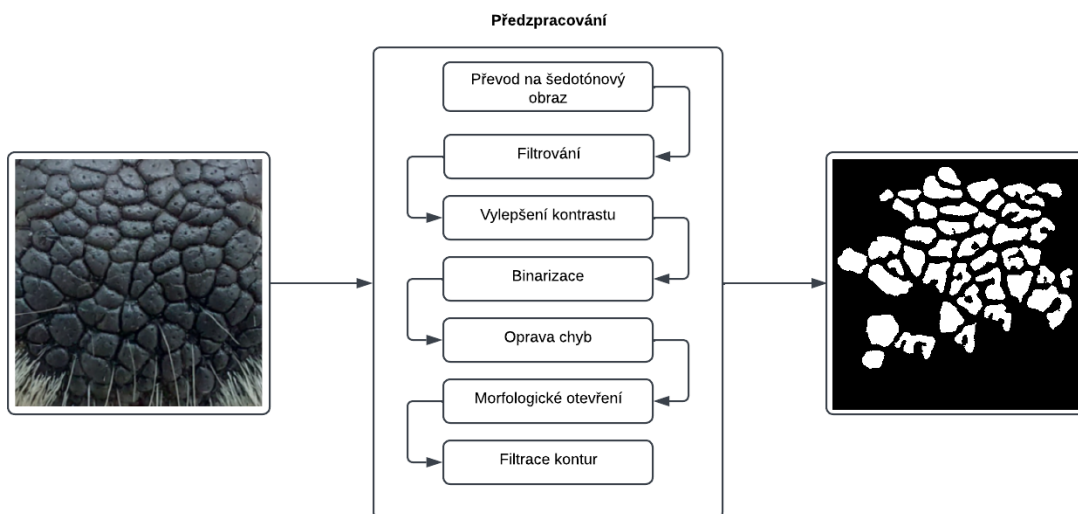 Předzpracování
Převod na šedotónový
obraz
Filtrování
Vylepšení kontrastu
Binarizace
Oprava chyb
Morfologické otevření
Filtrace kontur